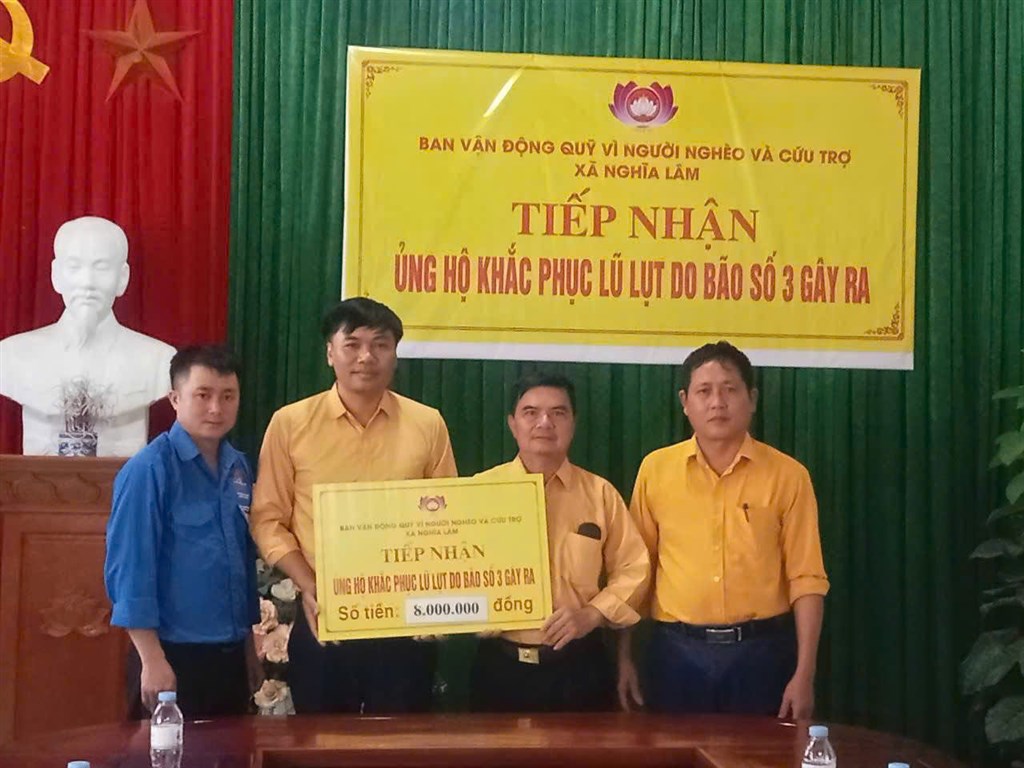 BAN VẬN ĐỘNG QUỸ VÌ NGƯỜI NGHÈO VÀ CỨU TRỢ
XÃ NGHĨA LÂM
TIẾP NHẬN
ỦNG HỘ KHẮC PHỤC LŨ LỤT DO BÃO SỐ 3 GÂY RA
BAN VẬN ĐỘNG QUỸ VÌ NGƯỜI NGHÈO VÀ CỨU TRỢ
XÃ NGHĨA LÂM
TIẾP NHẬN
ỦNG HỘ KHẮC PHỤC LŨ LỤT DO BÃO SỐ 3 GÂY RA
Số tiền: 8.000.000 đồng